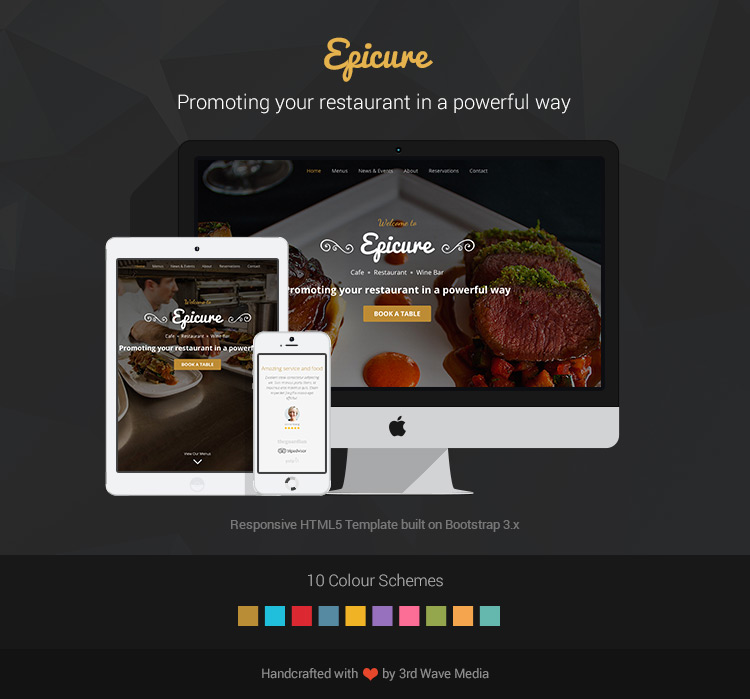 Epicure
Promoting your restaurant in a powerful way
Home Menus News & Events About Reservations Contact
Welcome to
Epicure
Cafe • Restaurant • Wine Bar
Promoting your restaurant in a powerful way
BOOK A TABLE
Home Menus News & Events About Reservations Contact
Welcome to
Epicure
Cafe • Restaurant • Wine Bar
Promoting your restaurant in a powerf
BOOK A TABLE
View Our Menus
Amazing service and food
tripadvisor
Responsive HTML5 Template built on Bootstrap 3.x
10 Colour Schemes
Handcrafted with by 3rd Wave Media